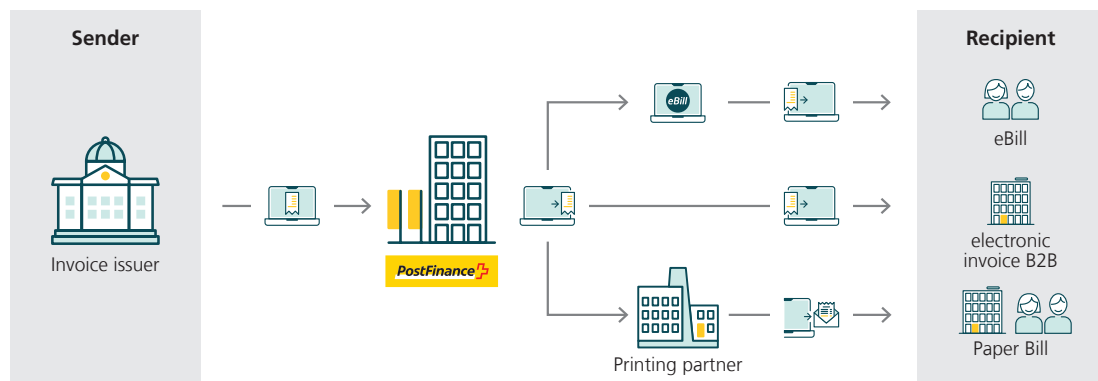 Sender
Recipient
eBill
eBill
Invoice issuer
PostFinance
electronic
invoice B2B
Printing partner
Paper Bill